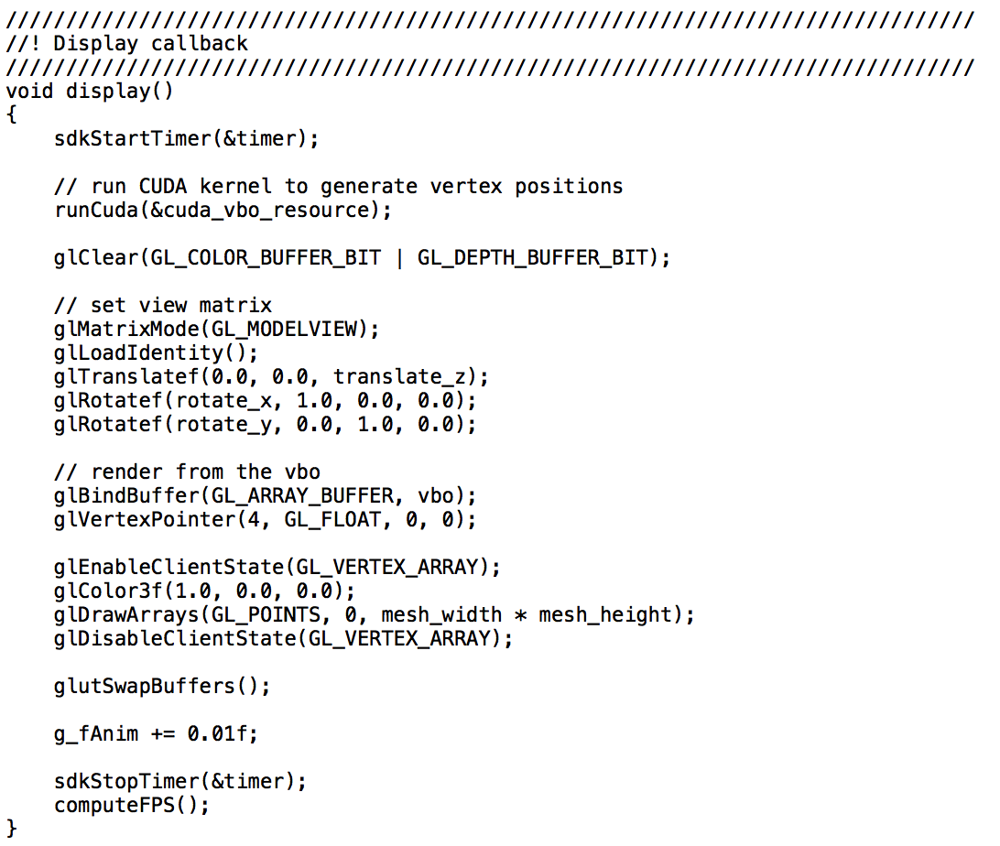 ////////////////////////////////////////////////////////////////////////////////
//! Display callback
////////////////////////////////////////////////////////////////////////////////
void display()
{
    sdkStartTimer(&timer);

    // run CUDA kernel to generate vertex positions
    runCuda(&cuda_vbo_resource);

    glClear(GL_COLOR_BUFFER_BIT | GL_DEPTH_BUFFER_BIT);

    // set view matrix
    glMatrixMode(GL_MODELVIEW);
    glLoadIdentity();
    glTranslatef(0.0, 0.0, translate_z);
    glRotatef(rotate_x, 1.0, 0.0, 0.0);
    glRotatef(rotate_y, 0.0, 1.0, 0.0);

    // render from the vbo
    glBindBuffer(GL_ARRAY_BUFFER, vbo);
    glVertexPointer(4, GL_FLOAT, 0, 0);

    glEnableClientState(GL_VERTEX_ARRAY);
    glColor3f(1.0, 0.0, 0.0);
    glDrawArrays(GL_POINTS, 0, mesh_width * mesh_height);
    glDisableClientState(GL_VERTEX_ARRAY);

    glutSwapBuffers();

    g_fAnim += 0.01f;

    sdkStopTimer(&timer);
    computeFPS();
}